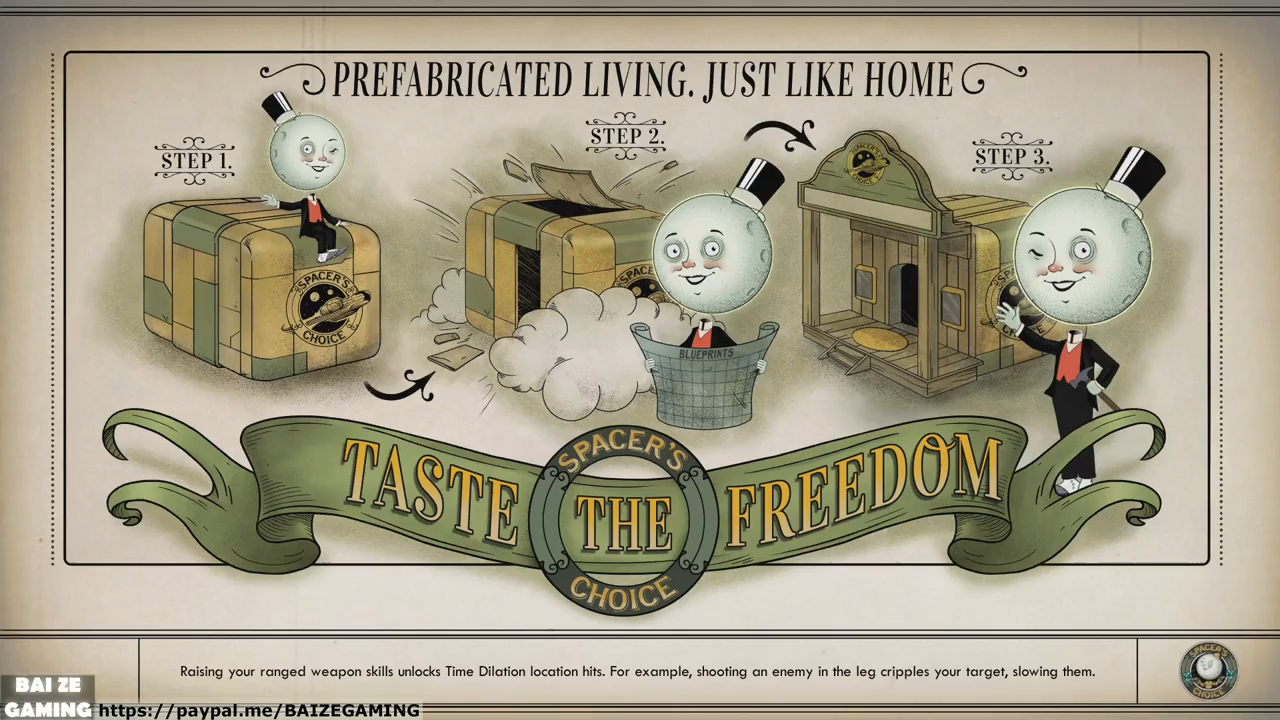 PREFABRICATED LIVING. JUST LIKE HOME
STEP 1.
STEP 2.
STEP 3.
SPACER'S
CHOICE
SPACER'S
CHOICE
BLUEPRINTS
SPACER'S
CHOICE
TASTE THE FREEDOM
SPACER'S
CHOICE
Raising your ranged weapon skills unlocks Time Dilation location hits. For example, shooting an enemy in the leg cripples your target, slowing them.
SPACER'S
CHOICE
BAI ZE
GAMING https://paypal.me/BAIZEGAMING